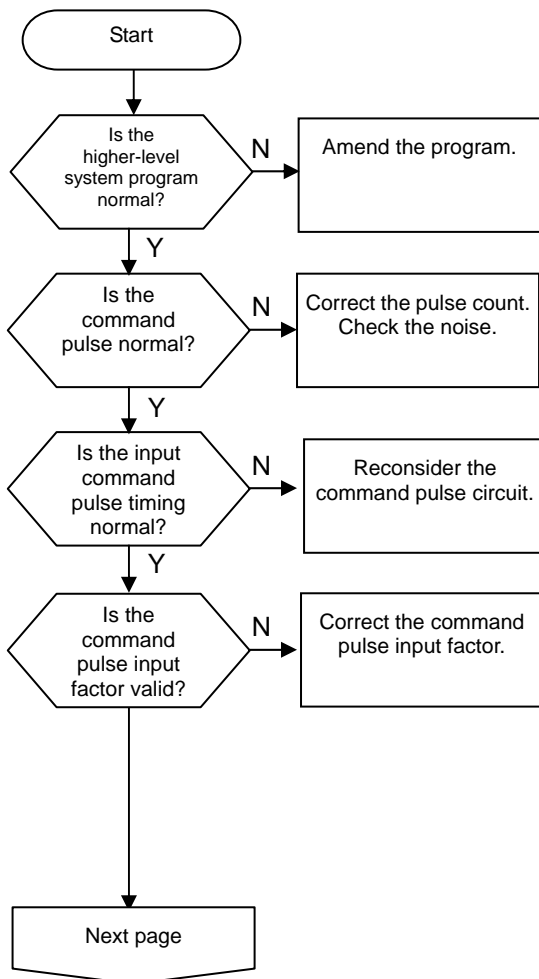 Start
Is the
higher-level
system program
normal?
N
Amend the program.
Y
Is the
command
pulse normal?
N
Correct the pulse count.
Check the noise.
Y
Is the input
command
pulse timing
normal?
N
Reconsider the
command pulse circuit.
Y
Is the
command
pulse input
factor valid?
N
Correct the command
pulse input factor.
Next page